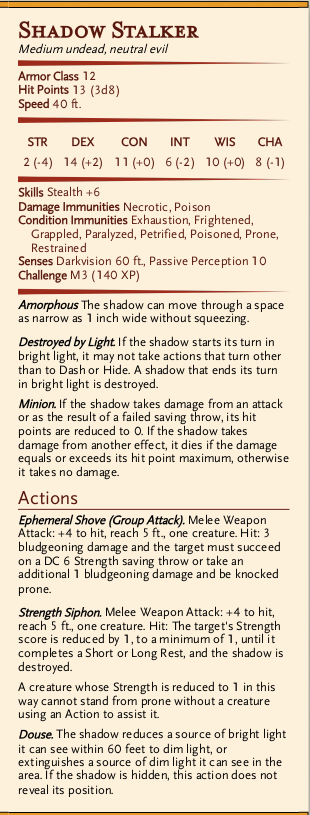 SHADOW STALKER
Medium undead, neutral evil
Armor Class 12
Hit Points 13 (3d8)
Speed 40 ft.
STR DEX CON INT WIS CHA
2 (-4) 14 (+2) 11 (+0) 6 (-2) 10 (+0) 8 (-1)
Skills Stealth +6
Damage Immunities Necrotic, Poison
Condition Immunities Exhaustion, Frightened,
Grappled, Paralyzed, Petrified, Poisoned, Prone,
Restrained
Senses Darkvision 60 ft., Passive Perception 10
Challenge M3 (140 XP)
Amorphous The shadow can move through a space
as narrow as 1 inch wide without squeezing.
Destroyed by Light. If the shadow starts its turn in
bright light, it may not take actions that turn other
than to Dash or Hide. A shadow that ends its turn
in bright light is destroyed.
Minion. If the shadow takes damage from an attack
or as the result of a failed saving throw, its hit
points are reduced to 0. If the shadow takes
damage from another effect, it dies if the damage
equals or exceeds its hit point maximum, otherwise
it takes no damage.
Actions
Ephemeral Shove (Group Attack). Melee Weapon
Attack: +4 to hit, reach 5 ft., one creature. Hit: 3
bludgeoning damage and the target must succeed
on a DC 6 Strength saving throw or take an
additional 1 bludgeoning damage and be knocked
prone.
Strength Siphon. Melee Weapon Attack: +4 to hit,
reach 5 ft., one creature. Hit: The target's Strength
score is reduced by 1, to a minimum of 1, until it
completes a Short or Long Rest, and the shadow is
destroyed.
A creature whose Strength is reduced to 1 in this
way cannot stand from prone without a creature
using an Action to assist it.
Douse. The shadow reduces a source of bright light
it can see within 60 feet to dim light, or
extinguishes a source of dim light it can see in the
area. If the shadow is hidden, this action does not
reveal its position.